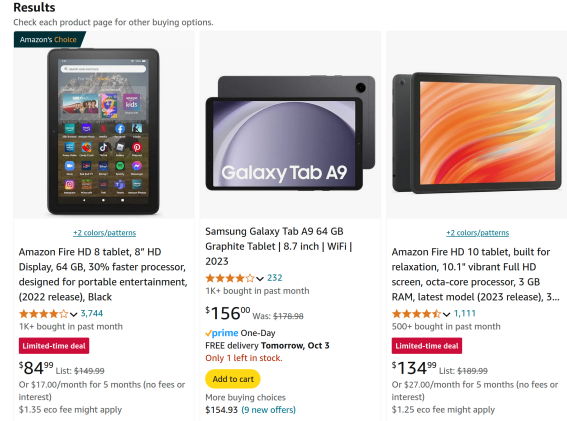 Results
Check each product page for other buying options.
Amazon's Choice
Galaxy Tab A9
+2 colors/patterns
Amazon Fire HD 8 tablet, 8” HD
Display, 64 GB, 30% faster processor,
designed for portable entertainment,
(2022 release), Black
3,744
1K+ bought in past month
Limited-time deal
$8499 List: $149.99
Or $17.00/month for 5 months (no fees or
interest)
$1.35 eco fee might apply
Samsung Galaxy Tab A9 64 GB
Graphite Tablet | 8.7 inch | WiFi |
2023
232
1K+ bought in past month
$15600 Was: $178.98
prime One-Day
FREE delivery Tomorrow, Oct 3
Only 1 left in stock.
Add to cart
More buying choices
$154.93 (9 new offers)
+2 colors/patterns
Amazon Fire HD 10 tablet, built for
relaxation, 10.1" vibrant Full HD
screen, octa-core processor, 3 GB
RAM, latest model (2023 release), 3...
1,111
500+ bought in past month
Limited-time deal
$13499 List: $189.99
Or $27.00/month for 5 months (no fees or
interest)
$1.25 eco fee might apply